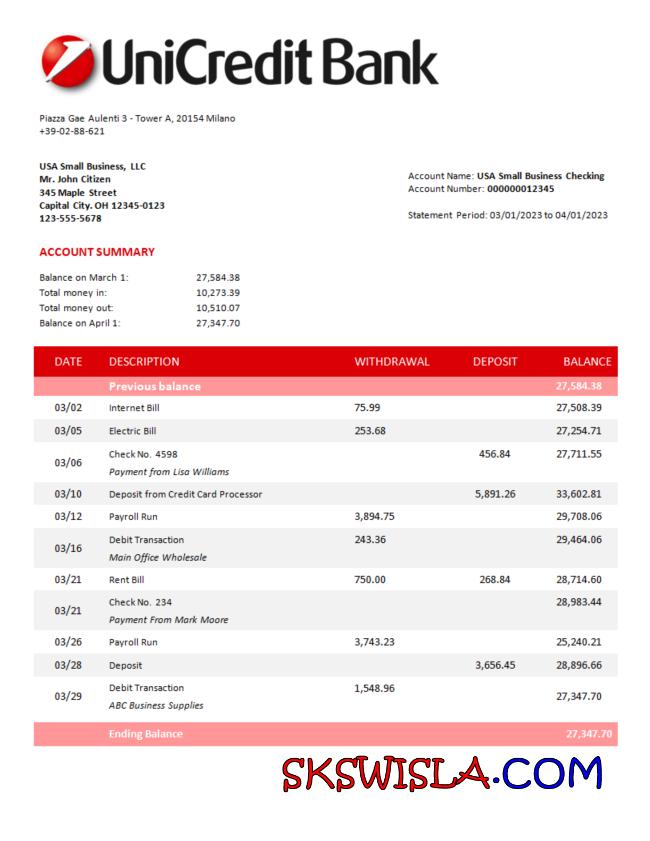 UniCredit Bank
Piazza Gae Aulenti 3 - Tower A, 20154 Milano
+39-02-88-621
USA Small Business, LLC
Mr. John Citizen
345 Maple Street
Capital City. OH 12345-0123
123-555-5678
Account Name: USA Small Business Checking
Account Number: 000000012345
Statement Period: 03/01/2023 to 04/01/2023
ACCOUNT SUMMARY
Balance on March 1: 27,584.38
Total money in: 10,273.39
Total money out: 10,510.07
Balance on April 1: 27,347.70
DATE DESCRIPTION WITHDRAWAL DEPOSIT BALANCE
Previous balance 27,584.38
03/02 Internet Bill 75.99 27,508.39
03/05 Electric Bill 253.68 27,254.71
03/06 Check No. 4598 456.84 27,711.55
Payment from Lisa Williams
03/10 Deposit from Credit Card Processor 5,891.26 33,602.81
03/12 Payroll Run 3,894.75 29,708.06
03/16 Debit Transaction 243.36 29,464.06
Main Office Wholesale
03/21 Rent Bill 750.00 268.84 28,714.60
03/21 Check No. 234 28,983.44
Payment From Mark Moore
03/26 Payroll Run 3,743.23 25,240.21
03/28 Deposit 3,656.45 28,896.66
03/29 Debit Transaction 1,548.96 27,347.70
ABC Business Supplies
Ending Balance 27,347.70
SKSWISLA.COM